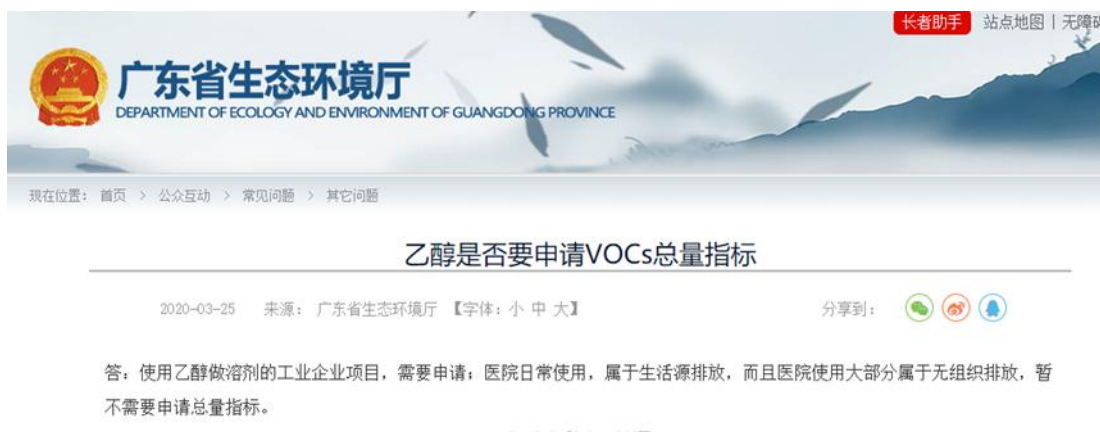 长者助手 站点地图 | 无障碍
广东省生态环境厅
DEPARTMENT OF ECOLOGY AND ENVIRONMENT OF GUANGDONG PROVINCE
现在位置： 首页 > 公众互动 > 常见问题 > 其它问题
乙醇是否要申请VOCs总量指标
2020-03-25 来源： 广东省生态环境厅 【字体：小 中 大】 分享到：
答：使用乙醇做溶剂的工业企业项目，需要申请；医院日常使用，属于生活源排放，而且医院使用大部分属于无组织排放，暂
不需要申请总量指标。